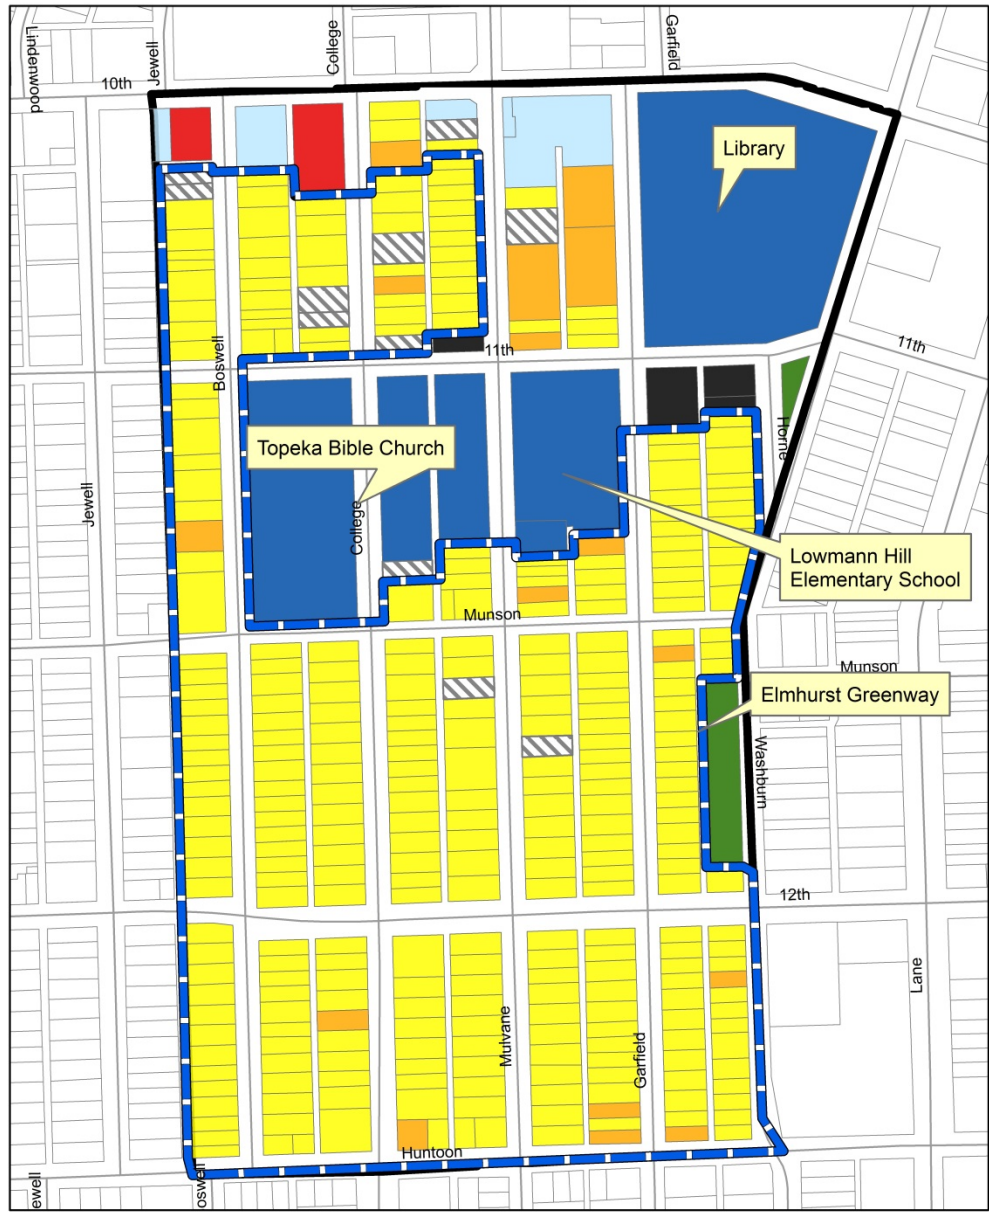 Lindenwood
Jewell
College
Garfield
10th
Library
11th
11th
Boswell
Topeka Bible Church
Horne
Jewell
College
Lowmann Hill
Elementary School
Munson
Munson
Elmhurst Greenway
Washburn
12th
Lane
Mulvane
Garfield
Huntoon
ewell
oswell